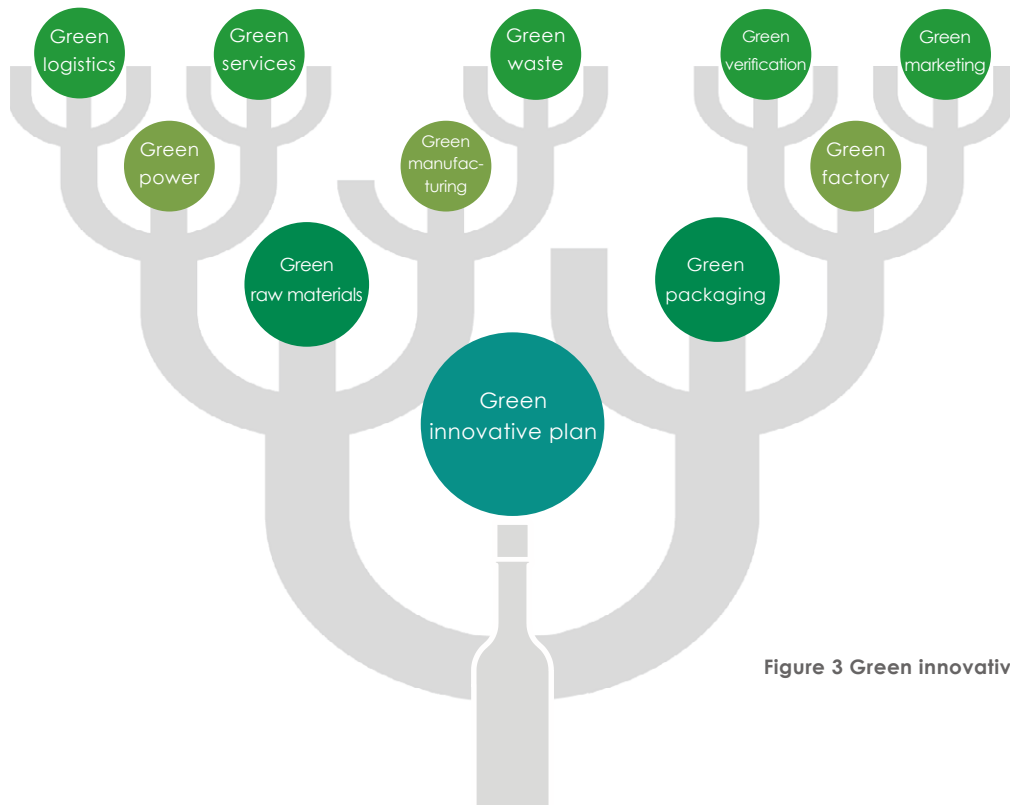 Green
logistics
Green
services
Green
waste
Green
verification
Green
marketing
Green
power
Green
manufac-
turing
Green
factory
Green
raw materials
Green
packaging
Green
innovative plan
Figure 3 Green innovativ